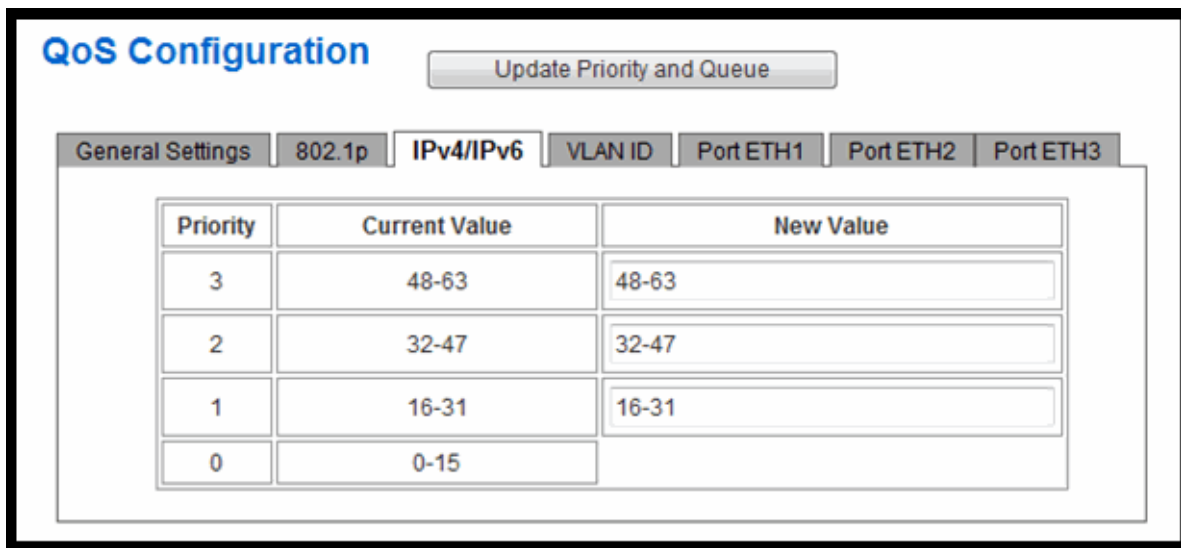 QoS Configuration
Update Priority and Queue
General Settings 802.1p IPv4/IPv6 VLAN ID Port ETH1 Port ETH2 Port ETH3
Priority Current Value New Value
3 48-63 48-63
2 32-47 32-47
1 16-31 16-31
0 0-15